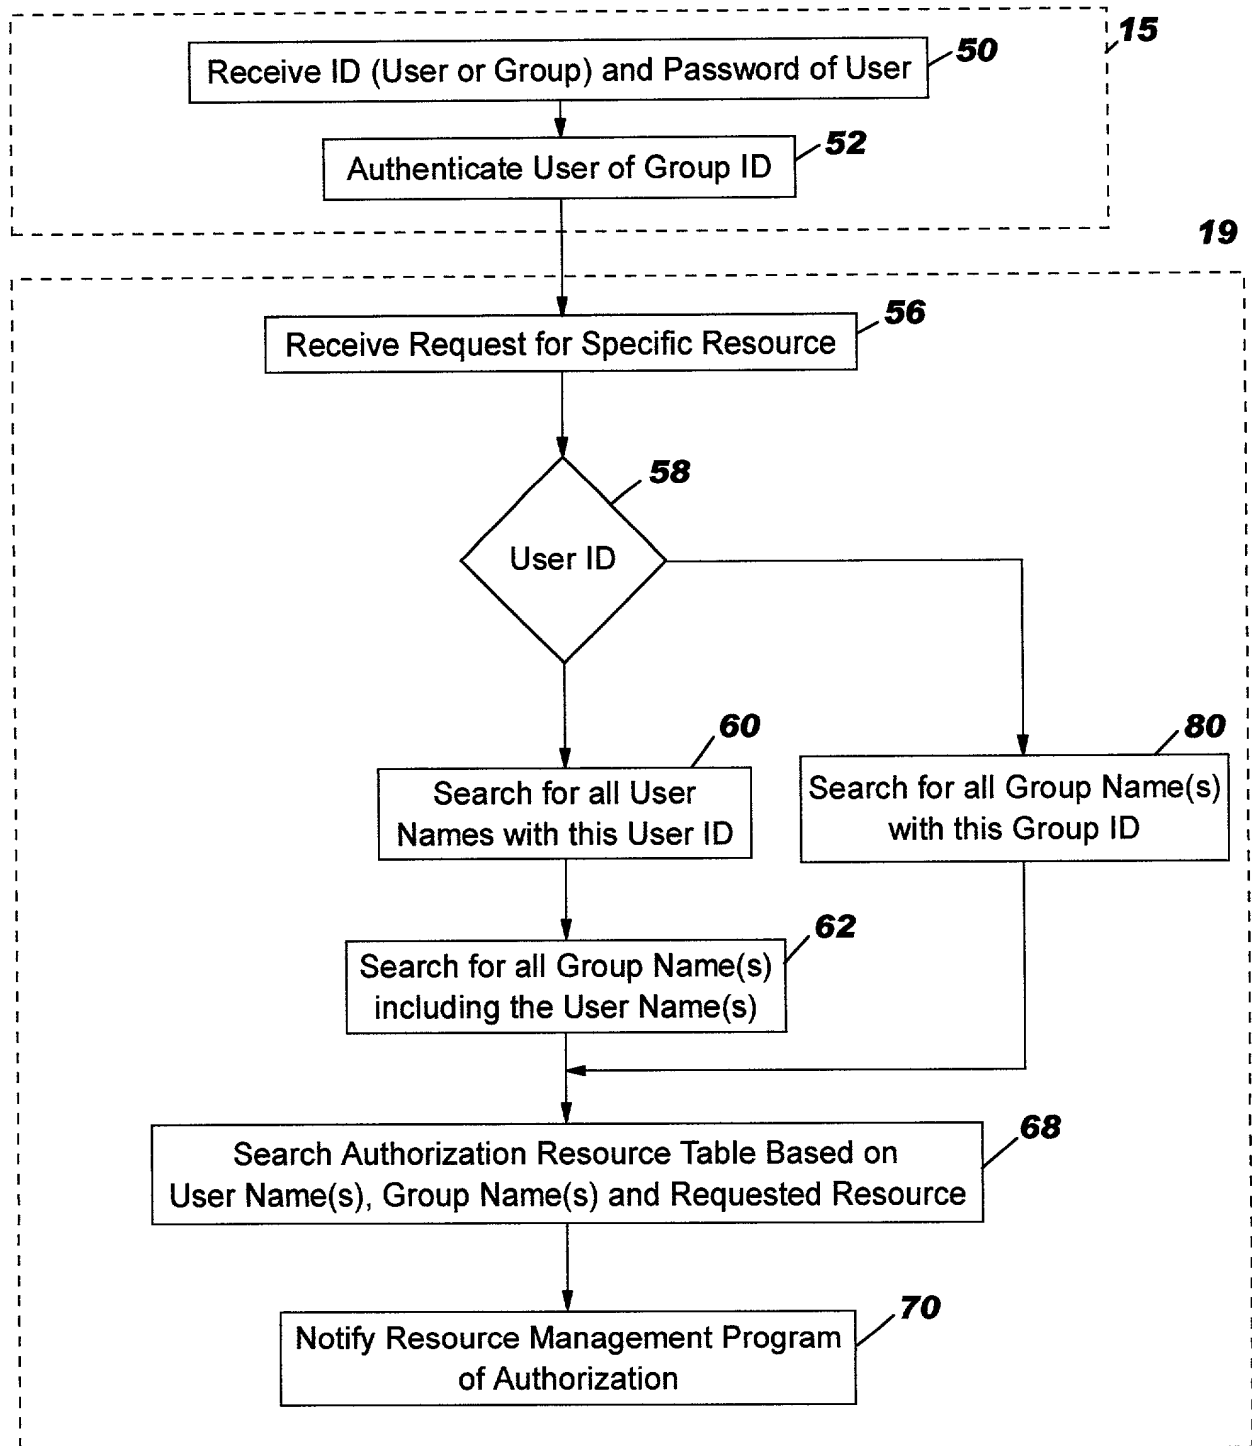 15
Receive ID (User or Group) and Password of User
50
Authenticate User of Group ID
52
19
Receive Request for Specific Resource
56
User ID
58
Search for all User
Names with this User ID
60
Search for all Group Name(s)
with this Group ID
80
Search for all Group Name(s)
including the User Name(s)
62
Search Authorization Resource Table Based on
User Name(s), Group Name(s) and Requested Resource
68
Notify Resource Management Program
of Authorization
70